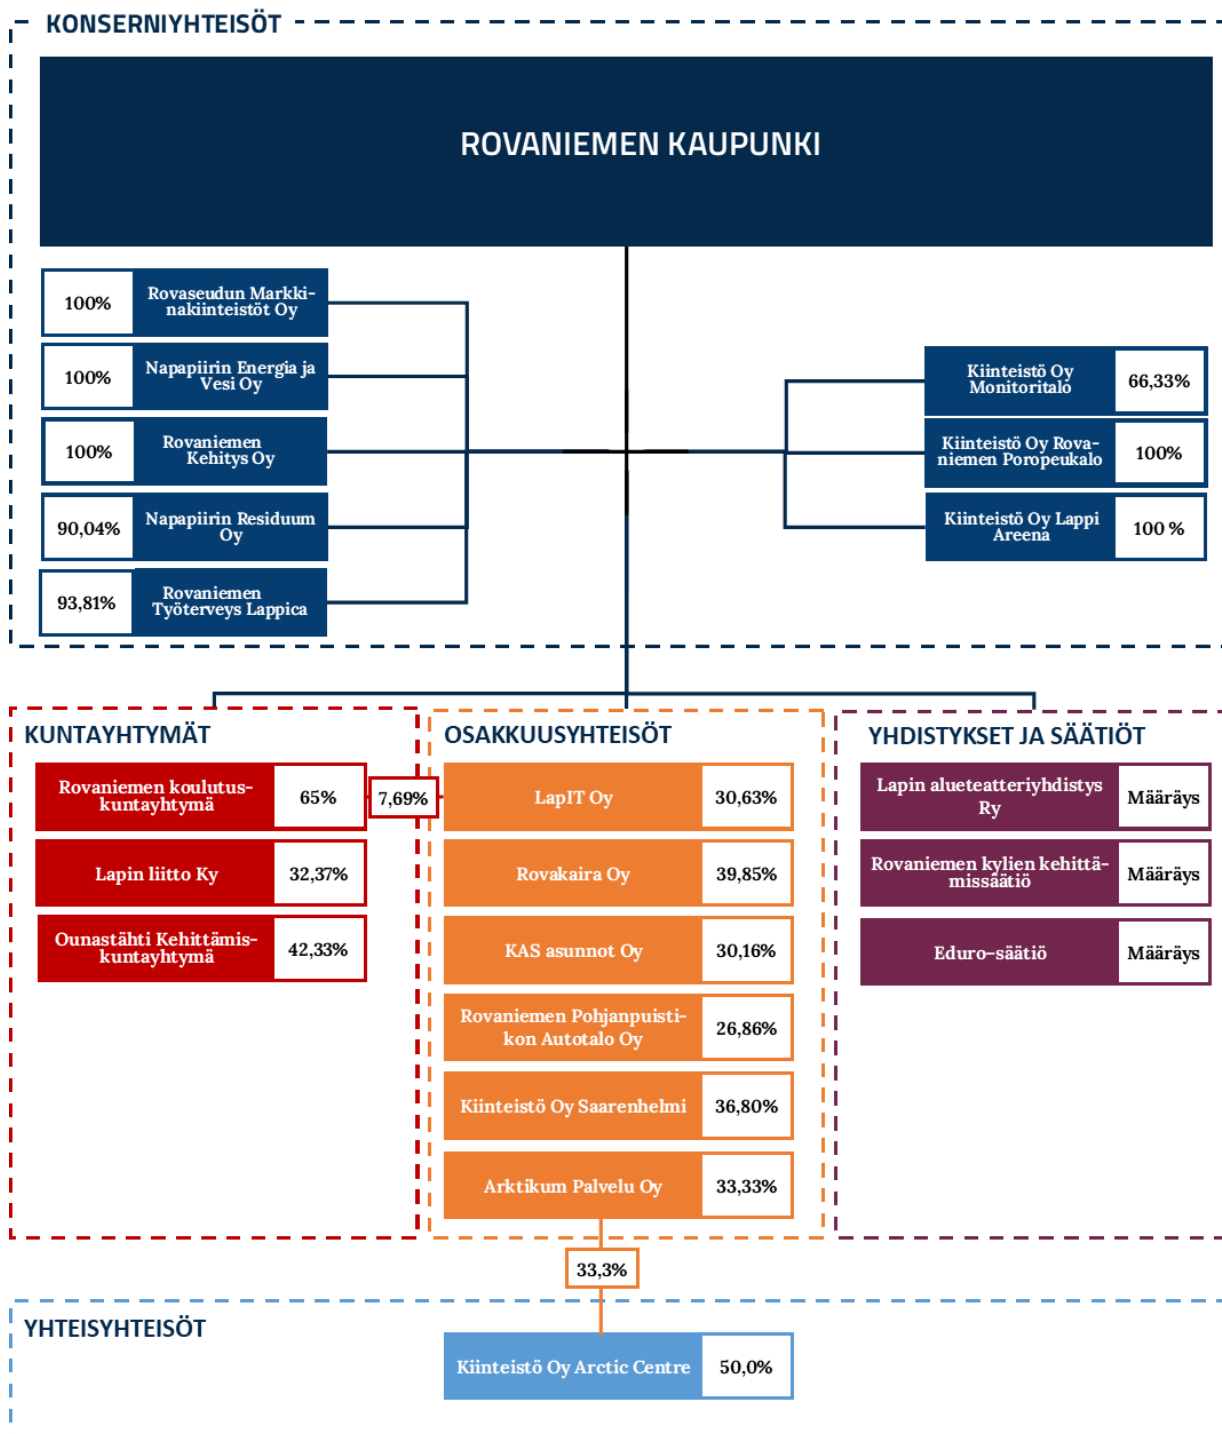 KONSERNIYHTEISÖT
ROVANIEMEN KAUPUNKI
100%
Rovaseudun Markki-
nakiinteistöt Oy
100%
Napapiirin Energia ja
Vesi Oy
100%
Rovaniemen
Kehitys Oy
90,04%
Napapiirin Residuum
Oy
93,81%
Rovaniemen
Työterveys Lappica
Kiinteistö Oy
Monitoritalo
66,33%
Kiinteistö Oy Rova-
niemen Poropeukalo
100%
Kiinteistö Oy Lappi
Areena
100 %
KUNTAYHTYMÄT
Rovaniemen koulutus-
kuntayhtymä
65%
7,69%
Lapin liitto Ky
32,37%
Ounastähti Kehittämis-
kuntayhtymä
42,33%
OSAKKUUSYHTEISÖT
LapIT Oy
30,63%
Rovakaira Oy
39,85%
KAS asunnot Oy
30,16%
Rovaniemen Pohjanpuisti-
kon Autotalo Oy
26,86%
Kiinteistö Oy Saarenhelmi
36,80%
Arktikum Palvelu Oy
33,33%
33,3%
YHDISTYKSET JA SÄÄTIÖT
Lapin alueteatteriyhdistys
Ry
Määräys
Rovaniemen kylien kehittä-
missäätiö
Määräys
Eduro-säätiö
Määräys
YHTEISYHTEISÖT
Kiinteistö Oy Arctic Centre
50,0%